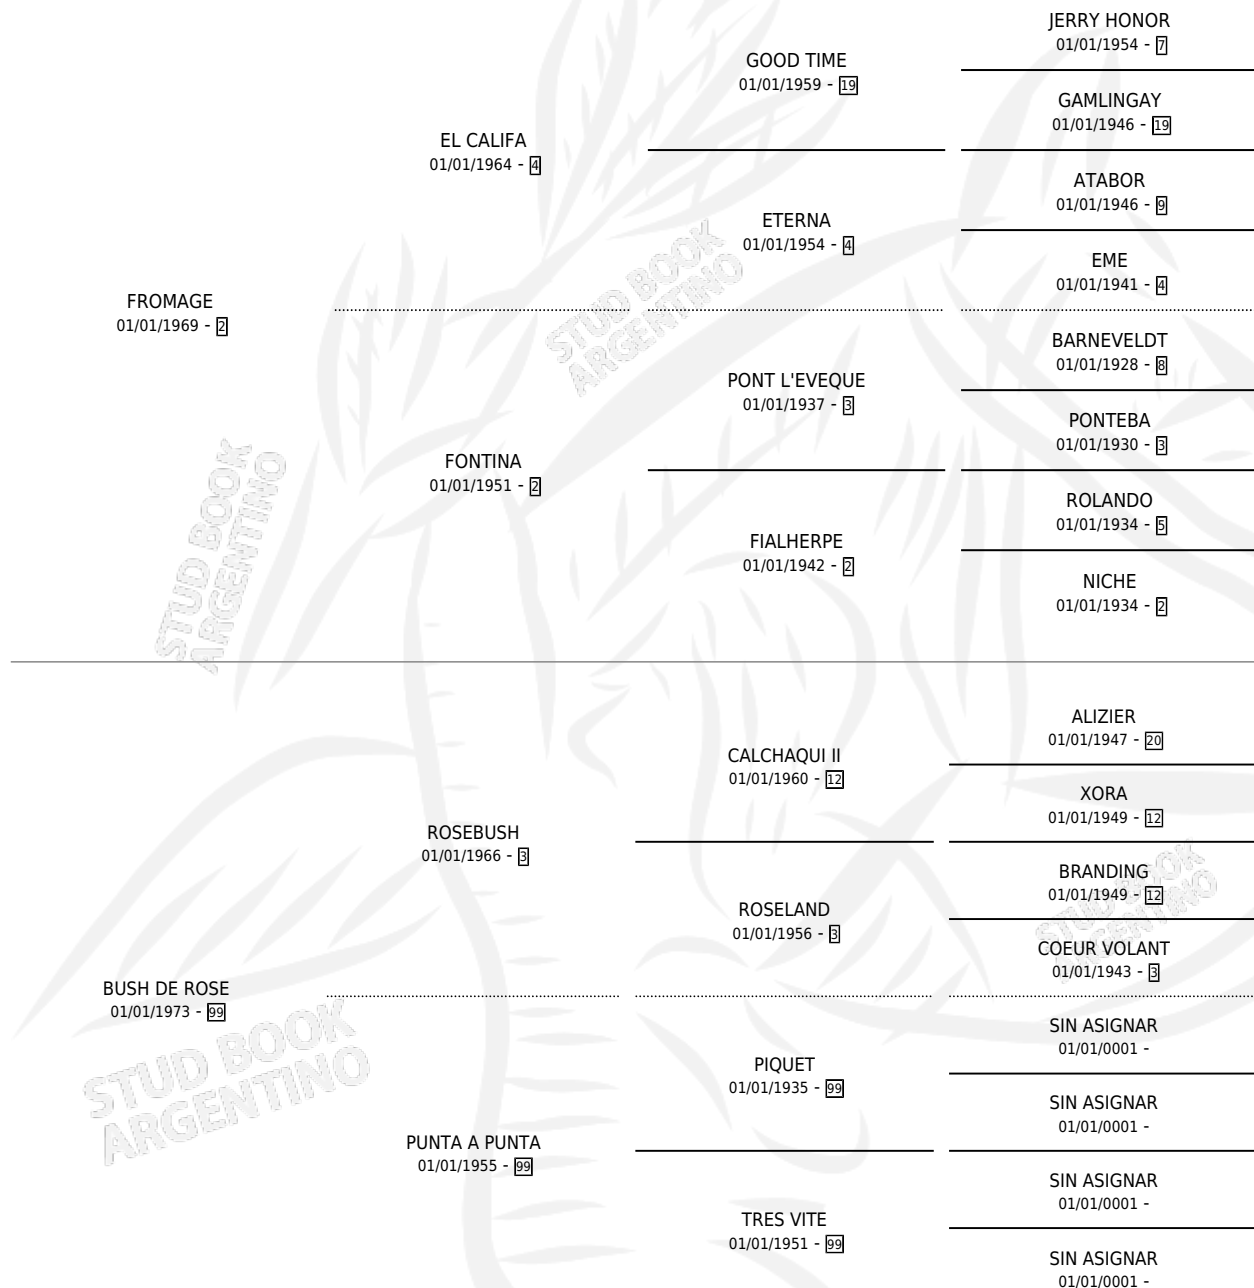 JERRY HONOR
01/01/1954 - 7
GOOD TIME
01/01/1959 - 19
GAMLINGAY
01/01/1946 - 19
EL CALIFA
01/01/1964 - 4
ATABOR
01/01/1946 - 9
ETERNA
01/01/1954 - 4
EME
01/01/1941 - 4
FROMAGE
01/01/1969 - 2
STUD BOOK
ARGENTINO
BARNEVELDT
01/01/1928 - 8
PONT L'EVEQUE
01/01/1937 - 3
PONTEBA
01/01/1930 - 3
FONTINA
01/01/1951 - 2
ROLANDO
01/01/1934 - 5
FIALHERPE
01/01/1942 - 2
NICHE
01/01/1934 - 2
STUD BOOK
ARGENTINO
ALIZIER
01/01/1947 - 20
CALCHAQUI II
01/01/1960 - 12
XORA
01/01/1949 - 12
ROSEBUSH
01/01/1966 - 3
BRANDING
01/01/1949 - 12
STUD BOOK
ARGENTINO
ROSELAND
01/01/1956 - 3
COEUR VOLANT
01/01/1943 - 3
BUSH DE ROSE
01/01/1973 - 99
STUD BOOK
ARGENTINO
SIN ASIGNAR
01/01/0001 -
PIQUET
01/01/1935 - 99
SIN ASIGNAR
01/01/0001 -
PUNTA A PUNTA
01/01/1955 - 99
SIN ASIGNAR
01/01/0001 -
TRES VITE
01/01/1951 - 99
SIN ASIGNAR
01/01/0001 -